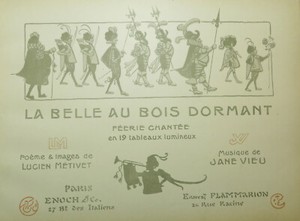 LA BELLE AU BOIS DORMANT
FÉERIE CHANTÉE
en 19 tableaux lumineux
Poème & Images de
LUCIEN MÉTIVET
Musique de
JANE VIEU
PARIS
ENOCH & Cie.
27 Bd des Italiens
Ernest FLAMMARION
26 Rue Racine